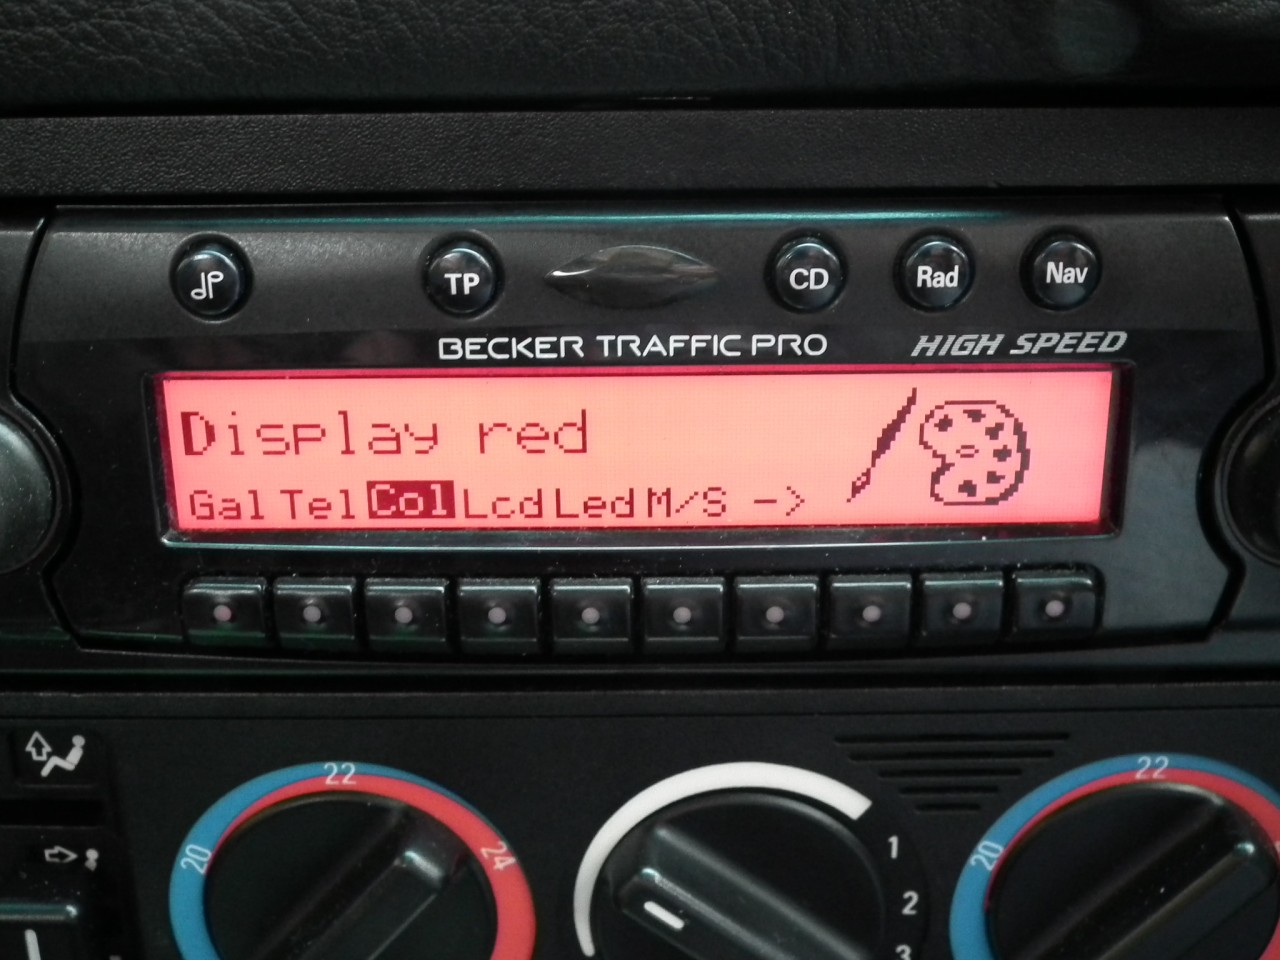 TP CD Rad Nav
BECKER TRAFFIC PRO HIGH SPEED
Display red
Gal Tel Col Lcd Led M/S ->
22 22
1
20 24 20
2
3